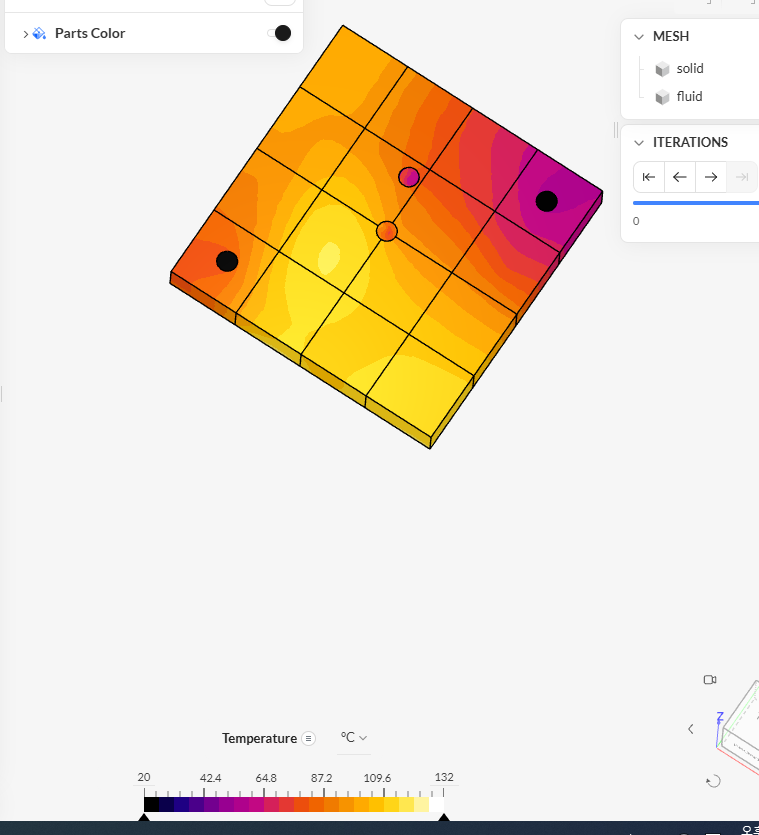 Parts Color
MESH
solid
fluid
ITERATIONS
0
Z
Temperature °C
20 42.4 64.8 87.2 109.6 132